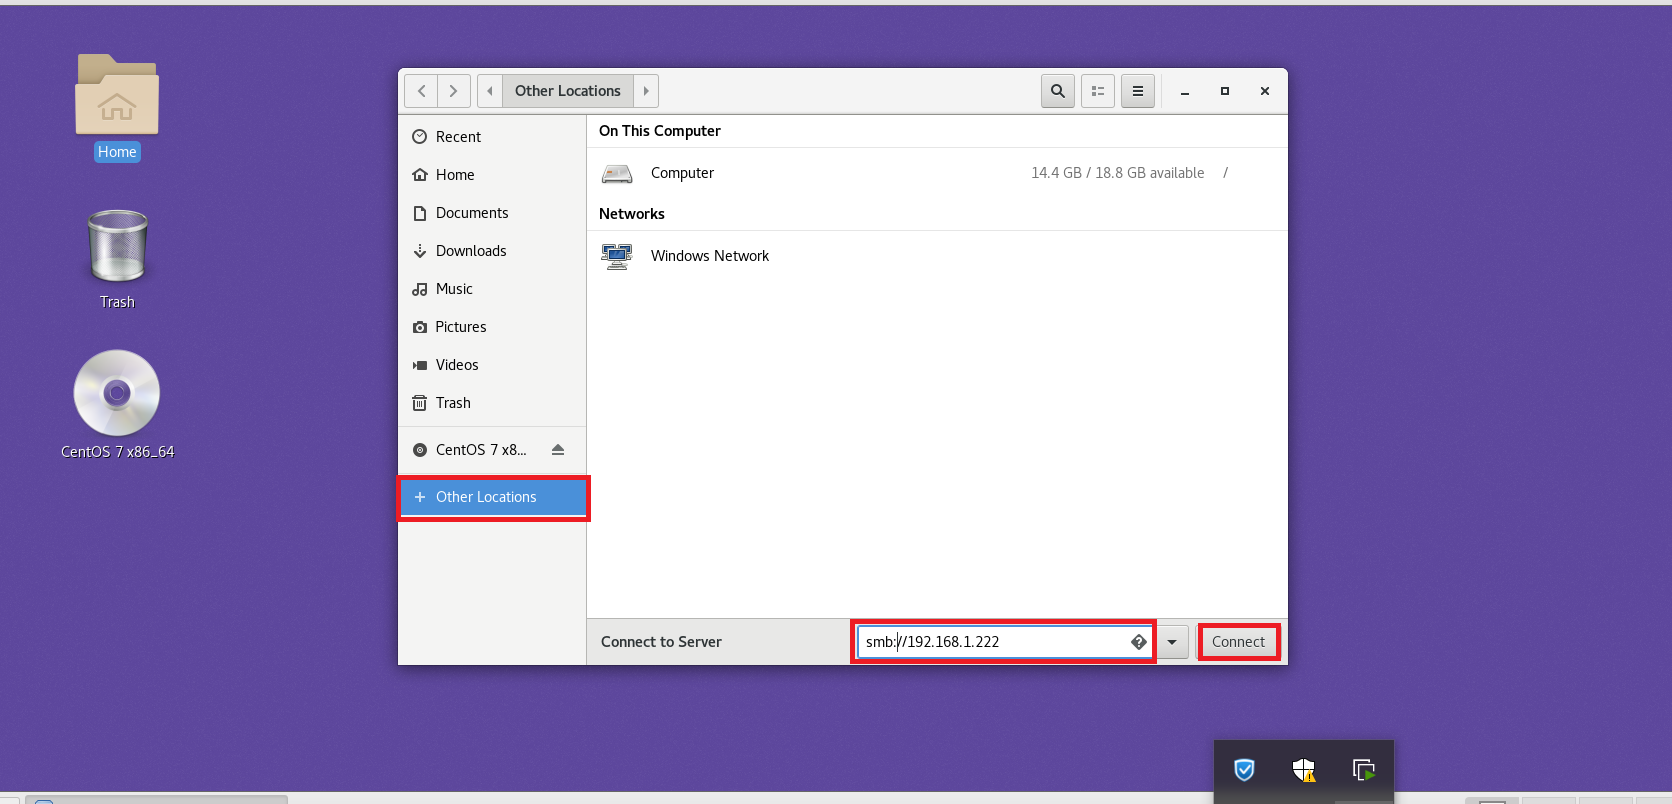 Home
Trash
CentOS 7 x86_64
Other Locations
Recent
Home
Documents
Downloads
Music
Pictures
Videos
Trash
CentOS 7 x8...
Other Locations
On This Computer
Computer
14.4 GB / 18.8 GB available
/
Networks
Windows Network
Connect to Server
smb://192.168.1.222
Connect